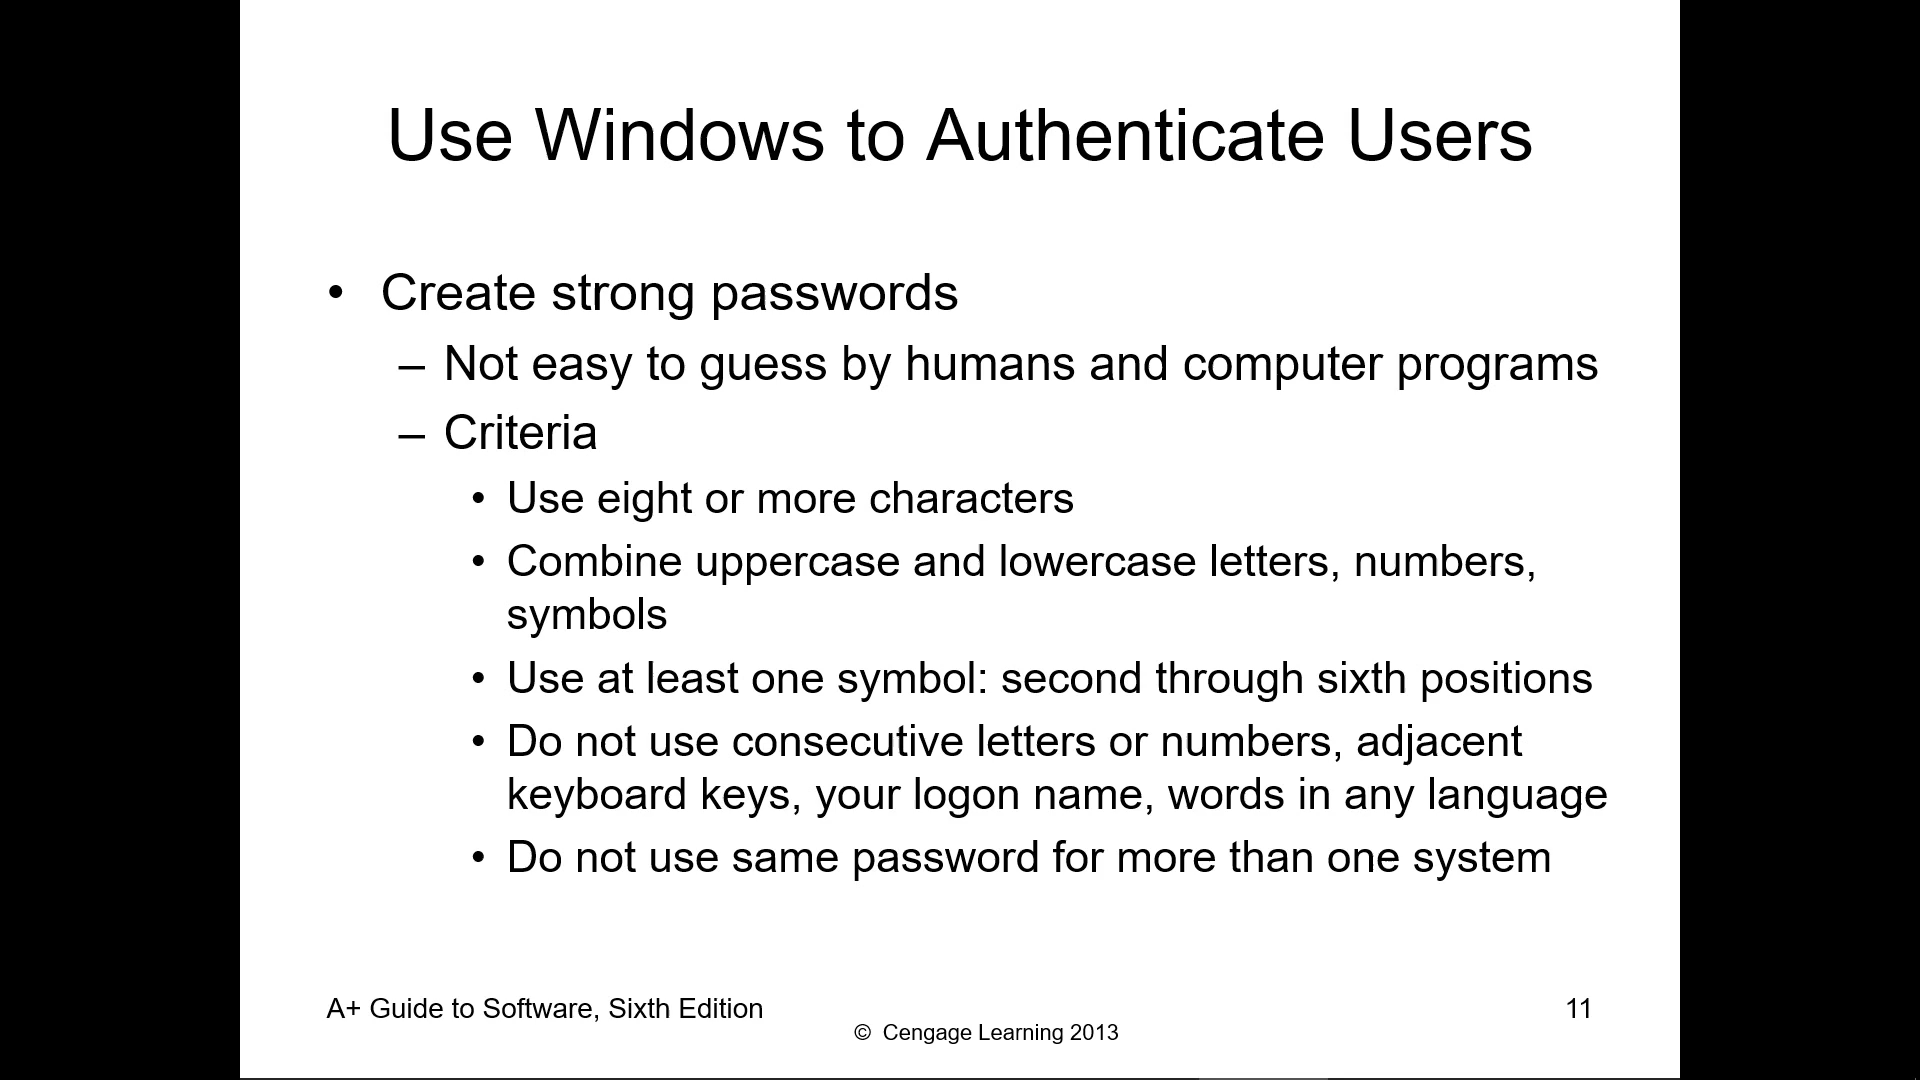 Use Windows to Authenticate Users
• Create strong passwords
– Not easy to guess by humans and computer programs
– Criteria
• Use eight or more characters
• Combine uppercase and lowercase letters, numbers,
symbols
• Use at least one symbol: second through sixth positions
• Do not use consecutive letters or numbers, adjacent
keyboard keys, your logon name, words in any language
• Do not use same password for more than one system
A+ Guide to Software, Sixth Edition
11
© Cengage Learning 2013